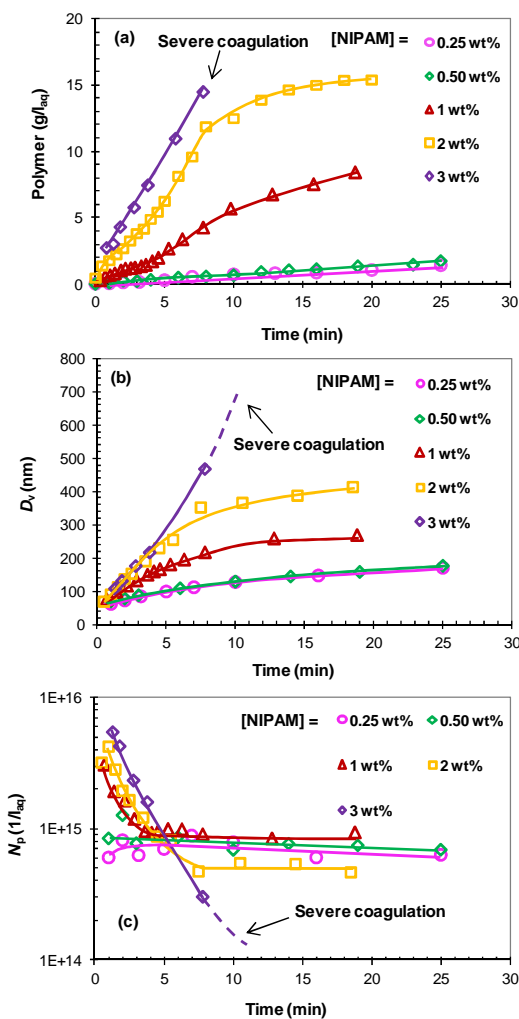 (a)
Severe coagulation
[NIPAM] =
0.25 wt%
0.50 wt%
1 wt%
2 wt%
3 wt%
Polymer (g/l_aq)
20
15
10
5
0
0 5 10 15 20 25 30
Time (min)
(b)
[NIPAM] =
0.25 wt%
0.50 wt%
1 wt%
2 wt%
3 wt%
Severe coagulation
D_v (nm)
800
700
600
500
400
300
200
100
0
0 5 10 15 20 25 30
Time (min)
[NIPAM] =
0.25 wt% 0.50 wt%
1 wt% 2 wt%
3 wt%
N_p (1/l_aq)
1E+16
1E+15
1E+14
Severe coagulation
(c)
0 5 10 15 20 25 30
Time (min)